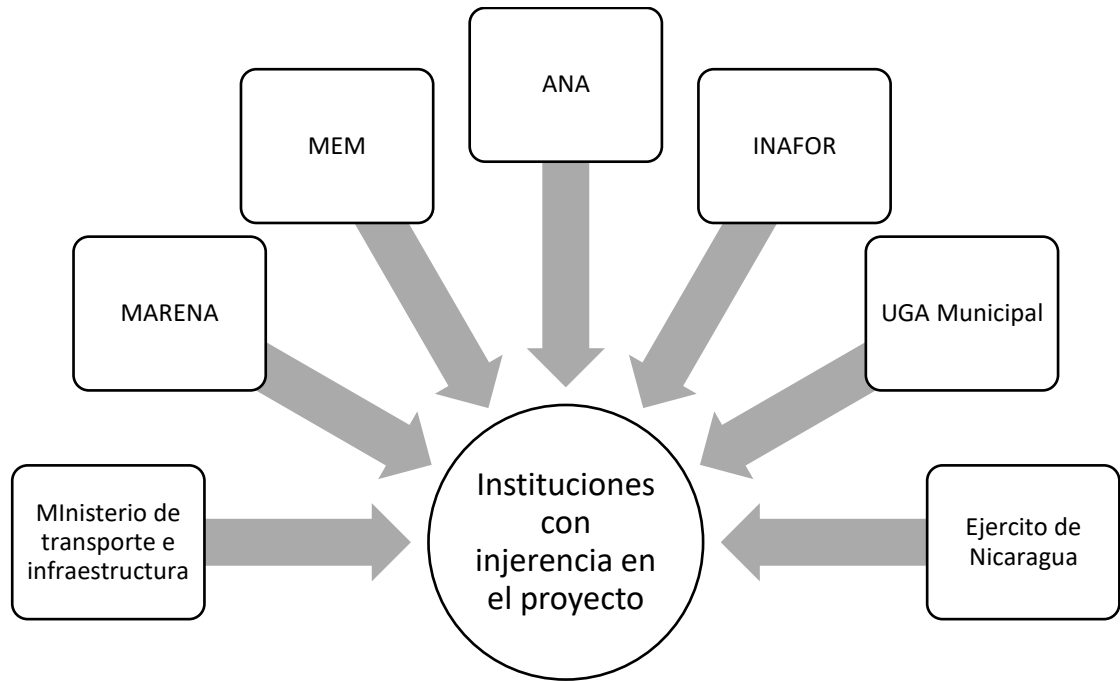 ANA
MEM
INAFOR
MARENA
UGA Municipal
MInisterio de
transporte e
infraestructura
Instituciones
con
injerencia en
el proyecto
Ejercito de
Nicaragua